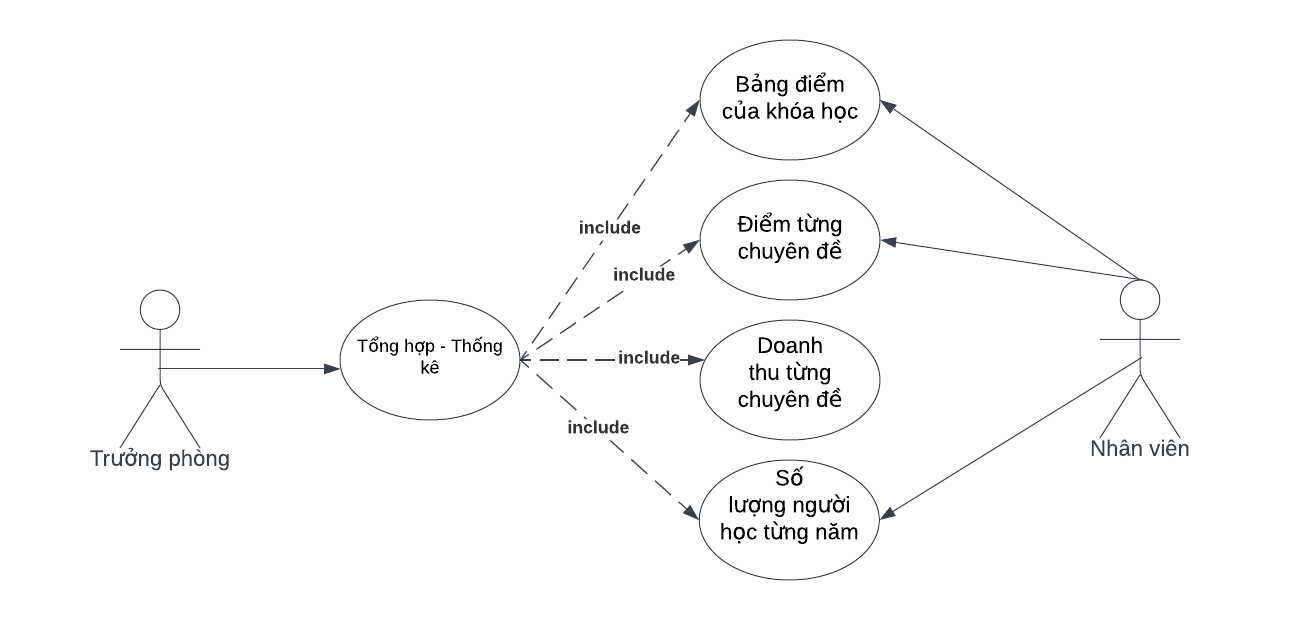 Bảng điểm
của khóa học
include
Điểm từng
chuyên đề
include
Tổng hợp - Thống
kê
include
Doanh
thu từng
chuyên đề
include
Số
lượng người
học từng năm
Trưởng phòng
Nhân viên